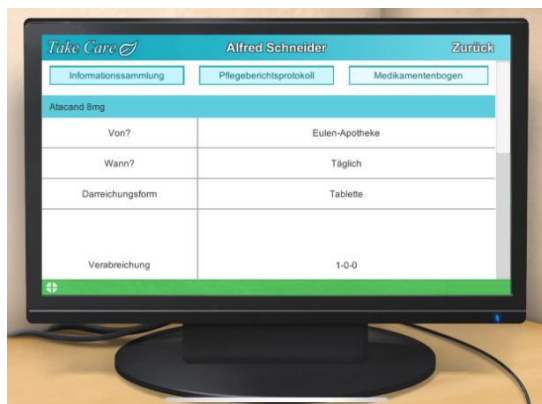 Take Care Alfred Schneider Zurück
Informationssammlung Pflegeberichtsprotokoll Medikamentenbogen
Atacand 8mg
Von? Eulen-Apotheke
Wann? Täglich
Darreichungsform Tablette
Verabreichung 1-0-0